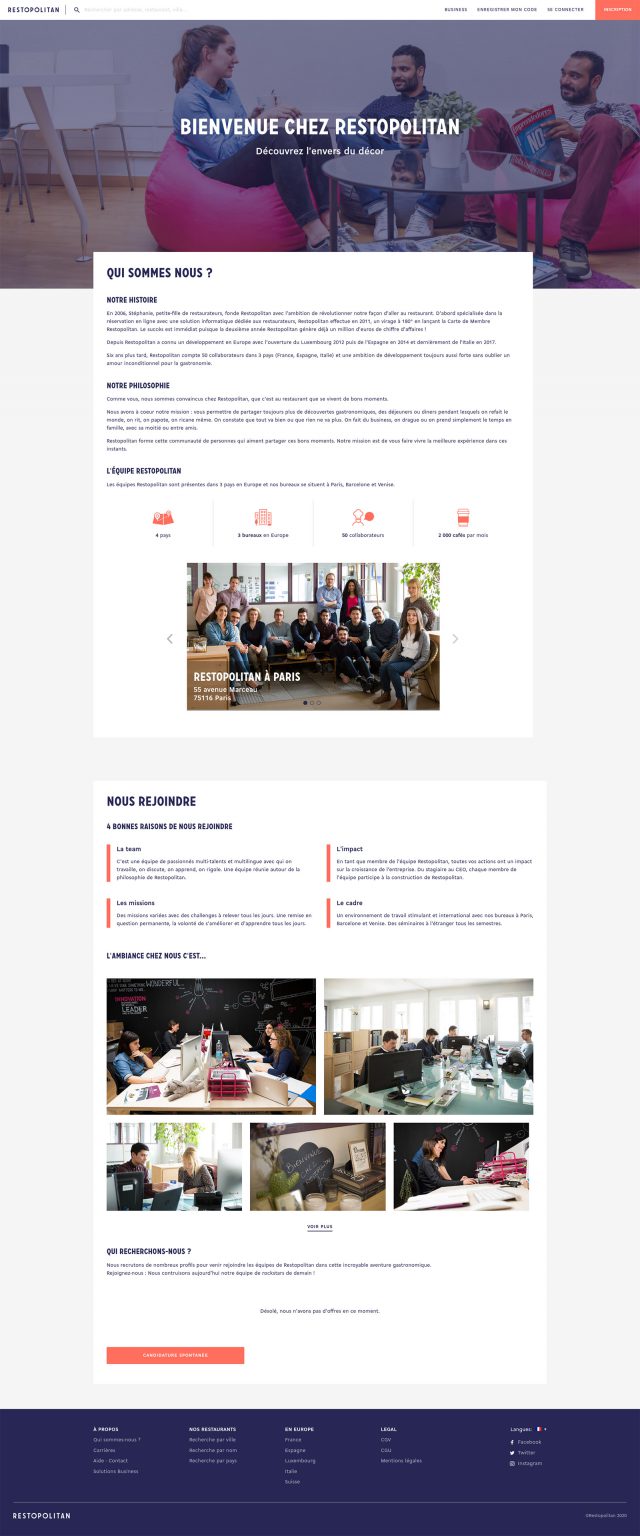 RESTOPOLITAN
Rechercher par adresse, restaurant, ville...
BUSINESS
ENREGISTRER MON CODE
SE CONNECTER
INSCRIPTION
BIENVENUE CHEZ RESTOPOLITAN
Découvrez l'envers du décor
QUI SOMMES NOUS ?
NOTRE HISTOIRE
En 2006, Stéphanie, petite-fille de restaurateurs, fonde Restopolitan avec l'ambition de révolutionner notre façon d'aller au restaurant. D'abord spécialisée dans la
réservation en ligne avec une solution informatique dédiée aux restaurateurs, Restopolitan effectue en 2011, un virage à 180° en lançant la Carte de Membre
Restopolitan. Le succès est immédiat puisque la deuxième année Restopolitan génère déjà un million d'euros de chiffre d'affaires !
Depuis Restopolitan a connu un développement en Europe avec l'ouverture du Luxembourg 2012 puis de l'Espagne en 2014 et dernièrement de l'Italie en 2017.
Six ans plus tard, Restopolitan compte 50 collaborateurs dans 3 pays (France, Espagne, Italie) et une ambition de développement toujours aussi forte sans oublier un
amour inconditionnel pour la gastronomie.
NOTRE PHILOSOPHIE
Comme vous, nous sommes convaincus chez Restopolitan, que c'est au restaurant que se vivent de bons moments.
Nous avons à coeur notre mission : vous permettre de partager toujours plus de découvertes gastronomiques, des déjeuners ou dîners pendant lesquels on refait le
monde, on rit, on papote, on ricane même. On constate que tout va bien ou que rien ne va plus. On fait du business, on drague ou on prend simplement le temps en
famille, avec sa moitié ou entre amis.
Restopolitan forme cette communauté de personnes qui aiment partager ces bons moments. Notre mission est de vous faire vivre la meilleure expérience dans ces
instants.
L'ÉQUIPE RESTOPOLITAN
Les équipes Restopolitan sont présentes dans 3 pays en Europe et nos bureaux se situent à Paris, Barcelone et Venise.
4 pays
3 bureaux en Europe
50 collaborateurs
2 000 cafés par mois
RESTOPOLITAN À PARIS
55 avenue Marceau
75116 Paris
NOUS REJOINDRE
4 BONNES RAISONS DE NOUS REJOINDRE
La team
C'est une équipe de passionnés multi-talents et multilingue avec qui on
travaille, on discute, on apprend, on rigole. Une équipe réunie autour de la
philosophie de Restopolitan.
L'impact
En tant que membre de l'équipe Restopolitan, toutes vos actions ont un impact
sur la croissance de l'entreprise. Du stagiaire au CEO, chaque membre de
l'équipe participe à la construction de Restopolitan.
Les missions
Des missions variées avec des challenges à relever tous les jours. Une remise en
question permanente, la volonté de s'améliorer et d'apprendre tous les jours.
Le cadre
Un environnement de travail stimulant et international avec nos bureaux à Paris,
Barcelone et Venise. Des séminaires à l'étranger tous les semestres.
L'AMBIANCE CHEZ NOUS C'EST...
WONDERFUL
INNOVATION
LEADER
BIENVENUE
CHEZ
VOIR PLUS
QUI RECHERCHONS-NOUS ?
Nous recrutons de nombreux profils pour venir rejoindre les équipes de Restopolitan dans cette incroyable aventure gastronomique.
Rejoignez-nous : Nous construisons aujourd'hui notre équipe de rockstars de demain !
Désolé, nous n'avons pas d'offres en ce moment.
CANDIDATURE SPONTANÉE
À PROPOS
Qui sommes-nous ?
Carrières
Aide - Contact
Solutions Business
NOS RESTAURANTS
Recherche par ville
Recherche par nom
Recherche par pays
EN EUROPE
France
Espagne
Luxembourg
Italie
Suisse
LEGAL
CGV
CGU
Mentions légales
Langues:
Facebook
Twitter
Instagram
RESTOPOLITAN
©Restopolitan 2020